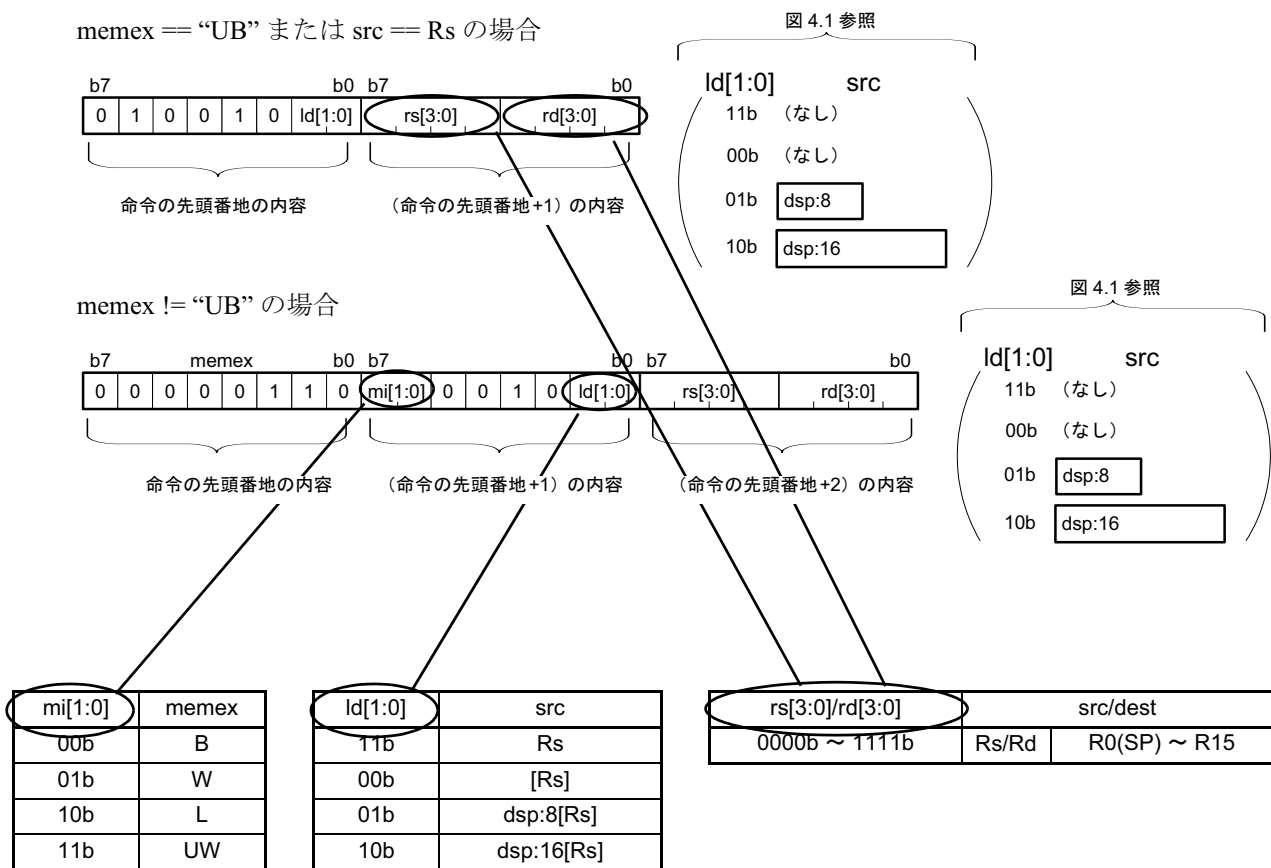 memex == “UB” または src == Rs の場合
b7 b0 b7 b0
0 1 0 0 1 0 ld[1:0] rs[3:0] rd[3:0]
命令の先頭番地の内容 （命令の先頭番地+1）の内容
図 4.1 参照
ld[1:0] src
11b （なし）
00b （なし）
01b dsp:8
10b dsp:16
memex != “UB” の場合
b7 memex b0 b7 b0 b7 b0
0 0 0 0 0 1 1 0 mi[1:0] 0 0 1 0 ld[1:0] rs[3:0] rd[3:0]
命令の先頭番地の内容 （命令の先頭番地+1）の内容 （命令の先頭番地+2）の内容
図 4.1 参照
ld[1:0] src
11b （なし）
00b （なし）
01b dsp:8
10b dsp:16
mi[1:0] memex
00b B
01b W
10b L
11b UW
ld[1:0] src
11b Rs
00b [Rs]
01b dsp:8[Rs]
10b dsp:16[Rs]
rs[3:0]/rd[3:0] src/dest
0000b ～ 1111b Rs/Rd R0(SP) ～ R15